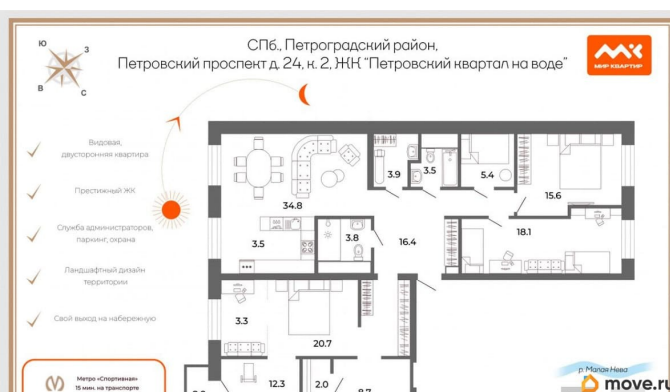 СПб., Петроградский район,
Петровский проспект д. 24, к. 2, ЖК "Петровский квартал на воде"
МИР КВАРТИР
Ю
З
В
С
Видовая,
двусторонняя квартира
Престижный ЖК
Служба администраторов,
паркинг, охрана
Ландшафтный дизайн
территории
Свой выход на набережную
Метро «Спортивная»
15 мин. на транспорте
3.9
3.5
5.4
15.6
34.8
3.5
3.8
16.4
18.1
3.3
20.7
12.3
2.0
8.7
р. Малая Нева
move.ru